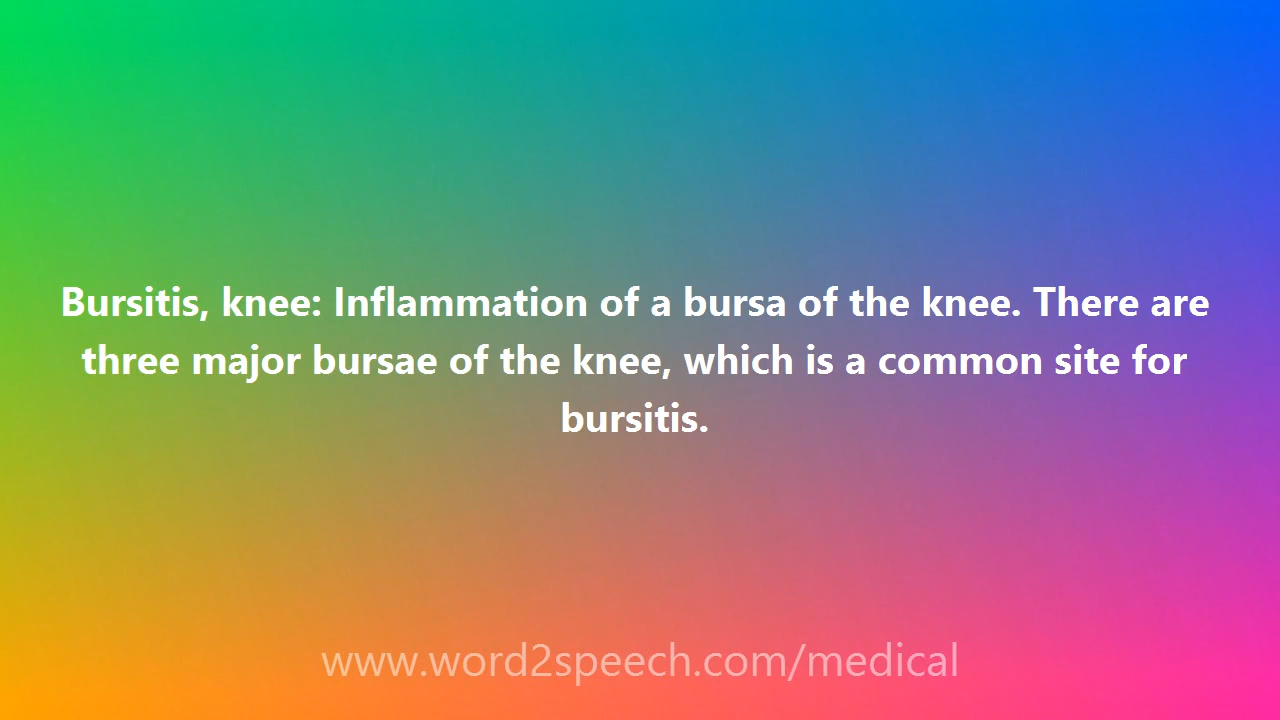 Bursitis, knee: Inflammation of a bursa of the knee. There are
three major bursae of the knee, which is a common site for
bursitis.
www.word2speech.com/medical